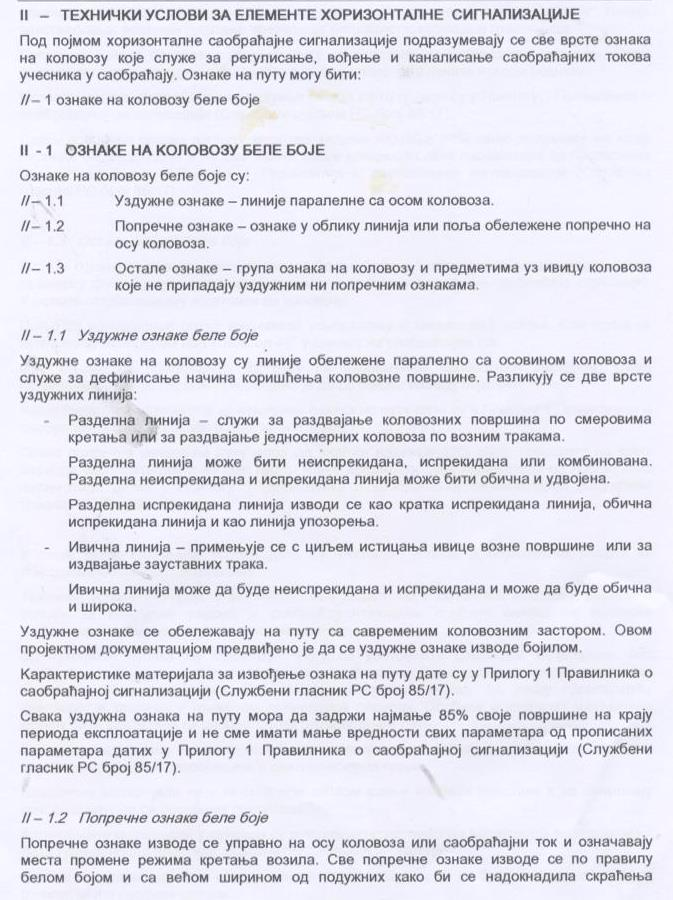 II – ТЕХНИЧКИ УСЛОВИ ЗА ЕЛЕМЕНТЕ ХОРИЗОНТАЛНЕ СИГНАЛИЗАЦИЈЕ
Под појмом хоризонталне саобраћајне сигнализације подразумевају се све врсте ознака
на коловозу које служе за регулисање, вођење и каналисање саобраћајних токова
учесника у саобраћају. Ознаке на путу могу бити:
II – 1 ознаке на коловозу беле боје
II - 1 ОЗНАКЕ НА КОЛОВОЗУ БЕЛЕ БОЈЕ
Ознаке на коловозу беле боје су:
II – 1.1 Уздужне ознаке – линије паралелне са осом коловоза.
II – 1.2 Попречне ознаке – ознаке у облику линија или поља обележене попречно на
осу коловоза.
II – 1.3 Остале ознаке – група ознака на коловозу и предметима уз ивицу коловоза
које не припадају уздужним ни попречним ознакама.
II – 1.1 Уздужне ознаке беле боје
Уздужне ознаке на коловозу су линије обележене паралелно са осовином коловоза и
служе за дефинисање начина коришћења коловозне површине. Разликују се две врсте
уздужних линија:
- Разделна линија – служи за раздвајање коловозних површина по смеровима
кретања или за раздвајање једносмерних коловоза по возним тракама.
Разделна линија може бити неиспрекидана, испрекидана или комбинована.
Разделна неиспрекидана и испрекидана линија може бити обична и удвојена.
Разделна испрекидана линија изводи се као кратка испрекидана линија, обична
испрекидана линија и као линија упозорења.
- Ивична линија – примењује се с циљем истицања ивице возне површине или за
издвајање зауставних трака.
Ивична линија може да буде неиспрекидана и испрекидана и може да буде обична
и широка.
Уздужне ознаке се обележавају на путу са савременим коловозним застором. Овом
пројектном документацијом предвиђено је да се уздужне ознаке изводе бојилом.
Карактеристике материјала за извођење ознака на путу дате су у Прилогу 1 Правилника о
саобраћајној сигнализацији (Службени гласник РС број 85/17).
Свака уздужна ознака на путу мора да задржи најмање 85% своје површине на крају
периода експлоатације и не сме имати мање вредности свих параметара од прописаних
параметара датих у Прилогу 1 Правилника о саобраћајној сигнализацији (Службени
гласник РС број 85/17).
II – 1.2 Попречне ознаке беле боје
Попречне ознаке изводе се управно на осу коловоза или саобраћајни ток и означавају
места промене режима кретања возила. Све попречне ознаке изводе се по правилу
белом бојом и са већом ширином од подужних како би се надокнадила скраћења